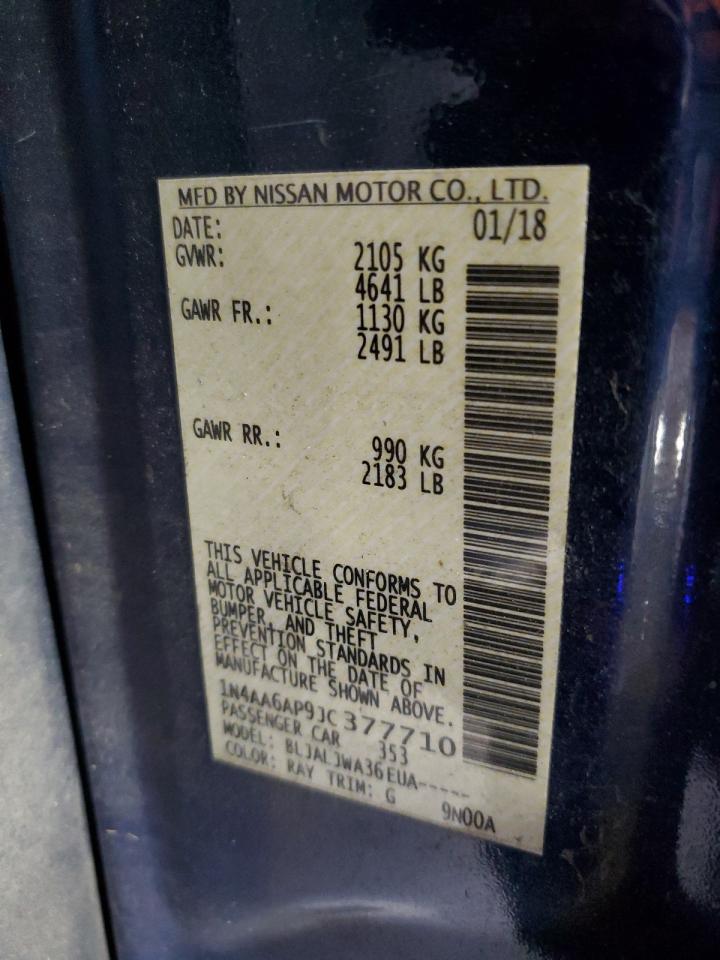 MFD BY NISSAN MOTOR CO., LTD.
DATE: 01/18
GVWR: 2105 KG
4641 LB
GAWR FR.: 1130 KG
2491 LB
GAWR RR.: 990 KG
2183 LB
THIS VEHICLE CONFORMS TO
ALL APPLICABLE FEDERAL
MOTOR VEHICLE SAFETY,
BUMPER, AND THEFT
PREVENTION STANDARDS IN
EFFECT ON THE DATE OF
MANUFACTURE SHOWN ABOVE.
1N4AA6AP9JC377710
PASSENGER CAR 353
MODEL: BLJALJWA36EUA-----
COLOR: RAY TRIM: G 9N00A